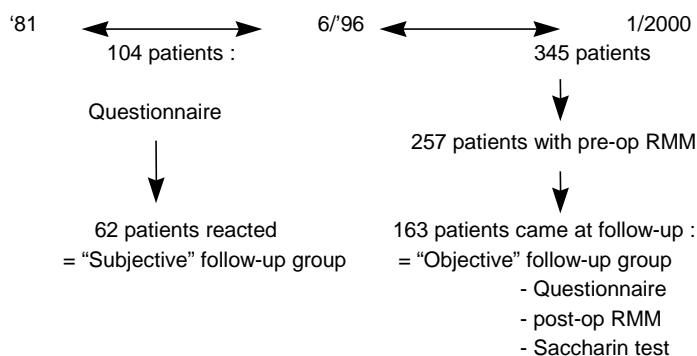 ‘81 6/’96 1/2000
104 patients : 345 patients
Questionnaire
257 patients with pre-op RMM
62 patients reacted
= “Subjective” follow-up group
163 patients came at follow-up :
= “Objective” follow-up group
- Questionnaire
- post-op RMM
- Saccharin test